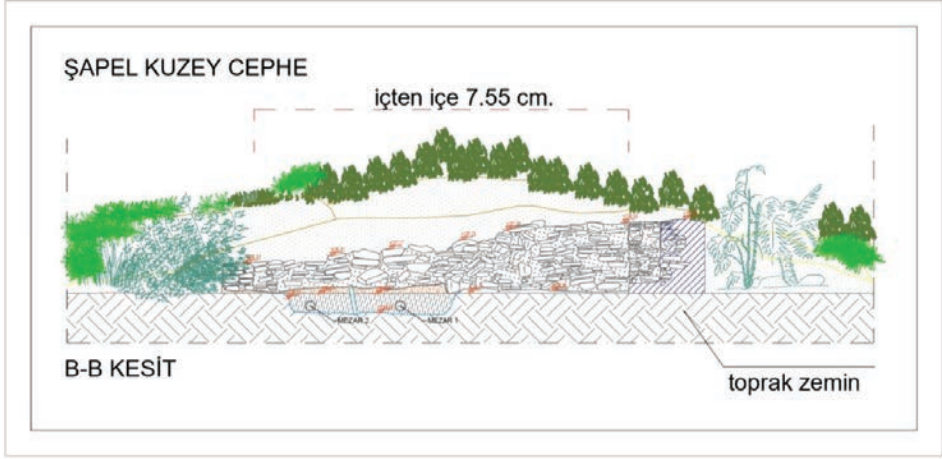 ŞAPEL KUZEY CEPHE
içten içe 7.55 cm.
MEZAR 2
MEZAR 1
B-B KESİT
toprak zemin